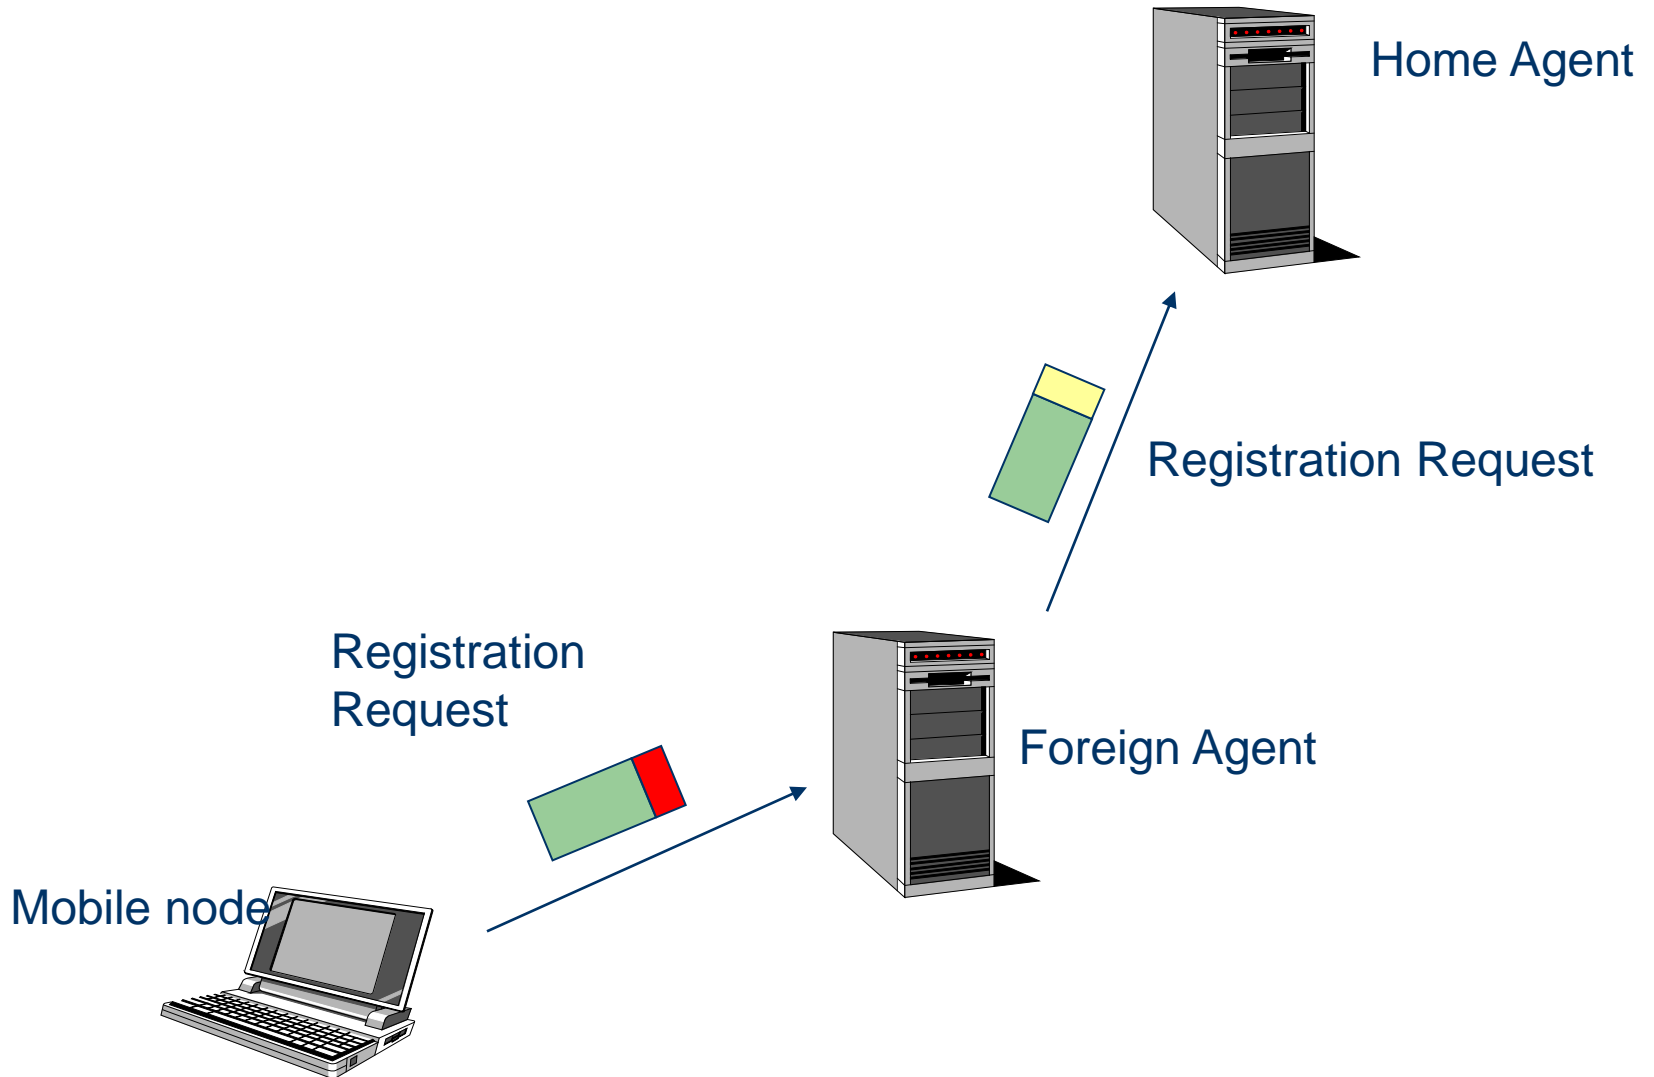 Home Agent
Registration Request
Registration
Request
Foreign Agent
Mobile node